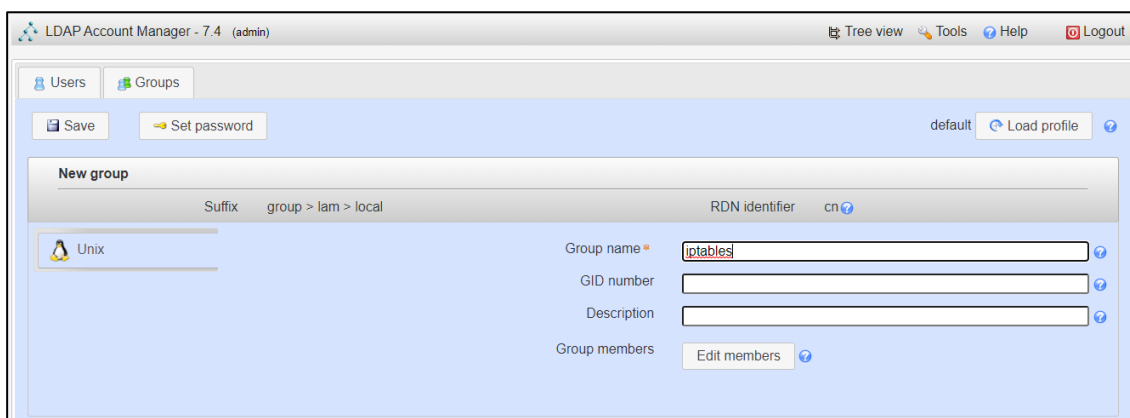 LDAP Account Manager - 7.4 (admin) Tree view Tools Help Logout
Users Groups
Save Set password default Load profile
New group
Suffix group > lam > local RDN identifier cn
Unix
Group name * iptables
GID number
Description
Group members Edit members